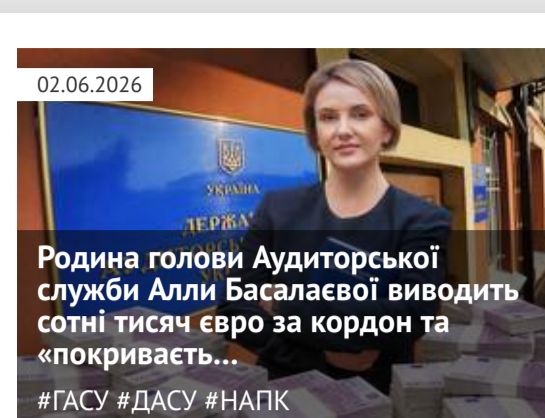 02.06.2026
УКРАЇНА
ДЕРЖА
Родина голови Аудиторської
служби Алли Басалаєвої виводить
сотні тисяч євро за кордон та
«покриваєть...
#ГАСУ #ДАСУ #НАПК